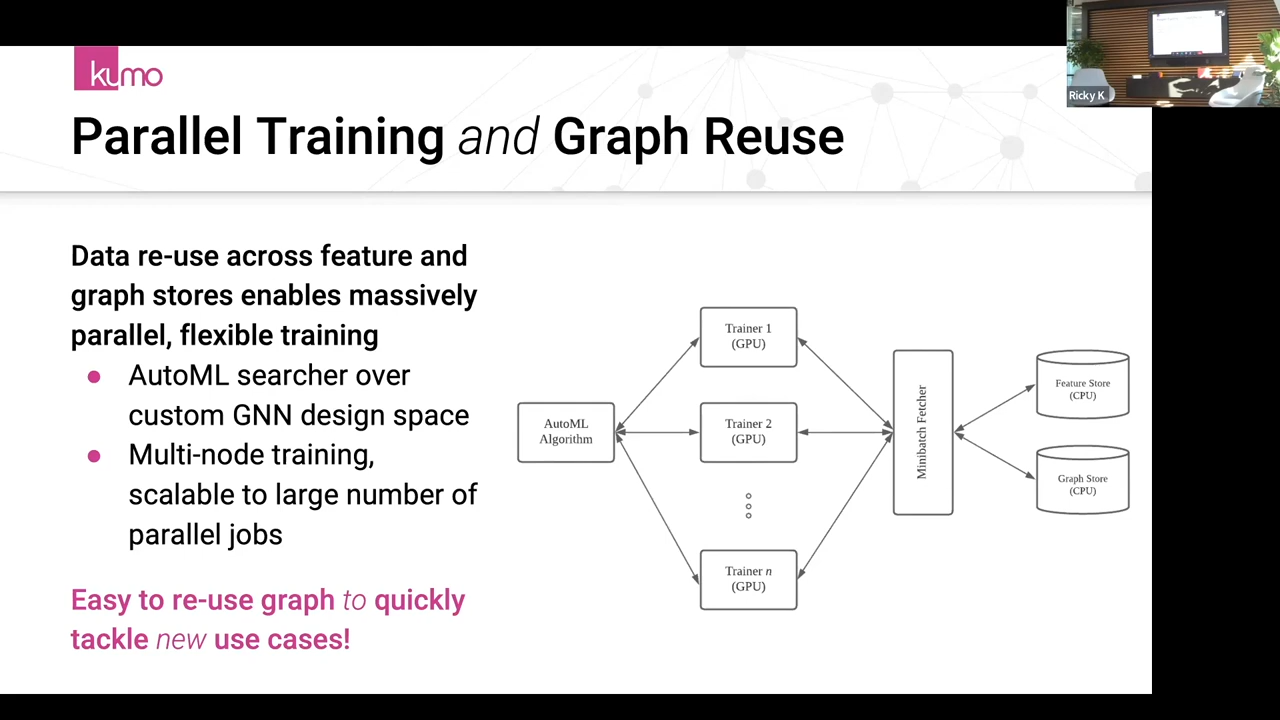 kumo
Ricky K
Parallel Training and Graph Reuse
Data re-use across feature and
graph stores enables massively
parallel, flexible training
● AutoML searcher over
custom GNN design space
● Multi-node training,
scalable to large number of
parallel jobs
Easy to re-use graph to quickly
tackle new use cases!
AutoML
Algorithm
Trainer 1
(GPU)
Trainer 2
(GPU)
Trainer n
(GPU)
Minibatch Fetcher
Feature Store
(CPU)
Graph Store
(CPU)